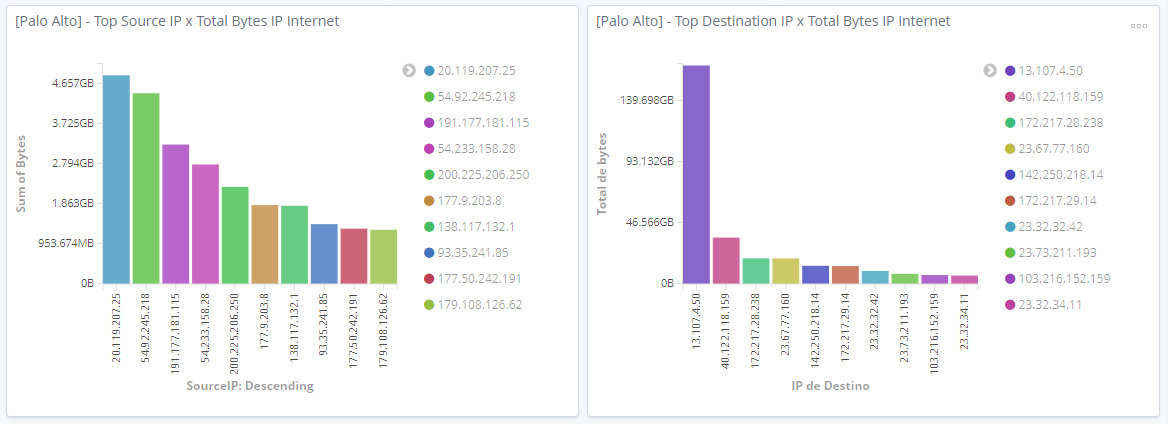 [Palo Alto] - Top Source IP x Total Bytes IP Internet
Sum of Bytes
4.657GB
3.725GB
2.794GB
1.863GB
953.674MB
0B
20.119.207.25
54.92.245.218
191.177.181.115
54.233.158.28
200.225.206.250
177.9.203.8
138.117.132.1
93.35.241.85
177.50.242.191
179.108.126.62
SourceIP: Descending
20.119.207.25
54.92.245.218
191.177.181.115
54.233.158.28
200.225.206.250
177.9.203.8
138.117.132.1
93.35.241.85
177.50.242.191
179.108.126.62
[Palo Alto] - Top Destination IP x Total Bytes IP Internet
Total de bytes
139.698GB
93.132GB
46.566GB
0B
13.107.4.50
40.122.118.159
172.217.28.238
23.67.77.160
142.250.218.14
172.217.29.14
23.32.32.42
23.73.211.193
103.216.152.159
23.32.34.11
IP de Destino
13.107.4.50
40.122.118.159
172.217.28.238
23.67.77.160
142.250.218.14
172.217.29.14
23.32.32.42
23.73.211.193
103.216.152.159
23.32.34.11